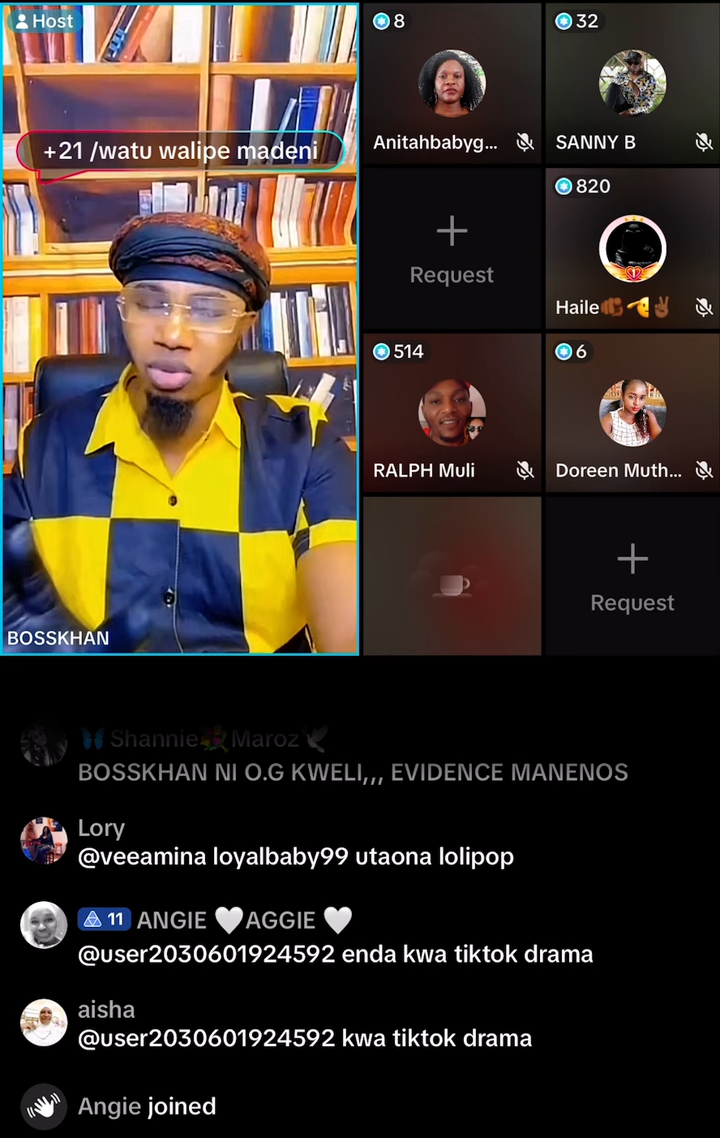 Host
+21 /watu walipe madeni
BOSSKHAN
8
Anitahbabyg...
32
SANNY B
Request
820
Haile
514
RALPH Muli
6
Doreen Muth...
Request
Shannie Maroz
BOSSKHAN NI O.G KWELI,,, EVIDENCE MANENOS
Lory
@veeamina loyalbaby99 utaona lolipop
11 ANGIE 🤍AGGIE 🤍
@user2030601924592 enda kwa tiktok drama
aisha
@user2030601924592 kwa tiktok drama
Angie joined